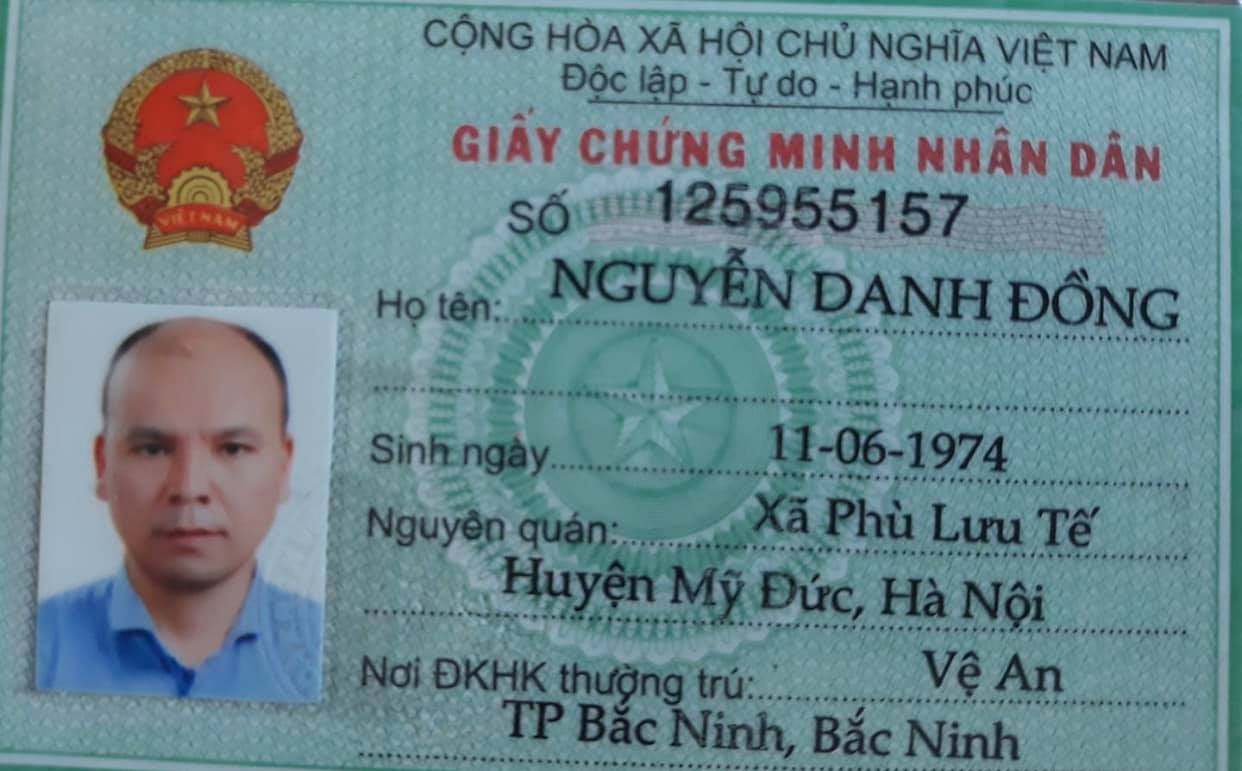 CỘNG HÒA XÃ HỘI CHỦ NGHĨA VIỆT NAM
Độc lập - Tự do - Hạnh phúc
GIẤY CHỨNG MINH NHÂN DÂN
SỐ 125955157
VIỆT NAM
Họ tên: NGUYỄN DANH ĐỒNG
Sinh ngày 11-06-1974
Nguyên quán: Xã Phù Lưu Tế
Huyện Mỹ Đức, Hà Nội
Nơi ĐKHK thường trú: Vệ An
TP Bắc Ninh, Bắc Ninh